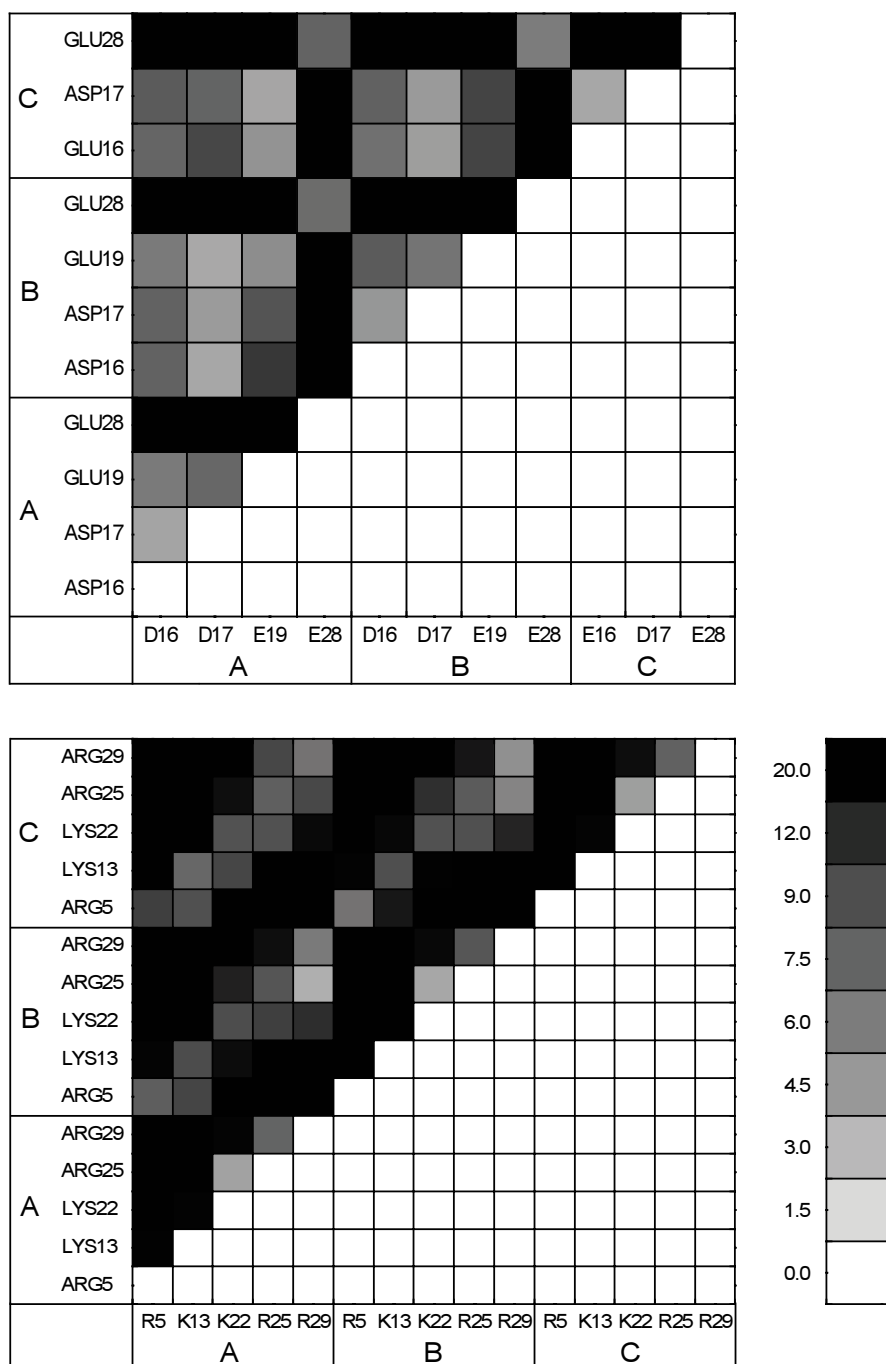 GLU28
C ASP17
GLU16
GLU28
GLU19
B
ASP17
ASP16
GLU28
GLU19
A
ASP17
ASP16
D16 D17 E19 E28 D16 D17 E19 E28 E16 D17 E28
A B C
ARG29 20.0
ARG25
C LYS22 12.0
LYS13
ARG5 9.0
ARG29 7.5
ARG25
B LYS22 6.0
LYS13
ARG5 4.5
ARG29 3.0
ARG25
A LYS22 1.5
LYS13
ARG5 0.0
R5 K13 K22 R25 R29 R5 K13 K22 R25 R29 R5 K13 K22 R25 R29
A B C